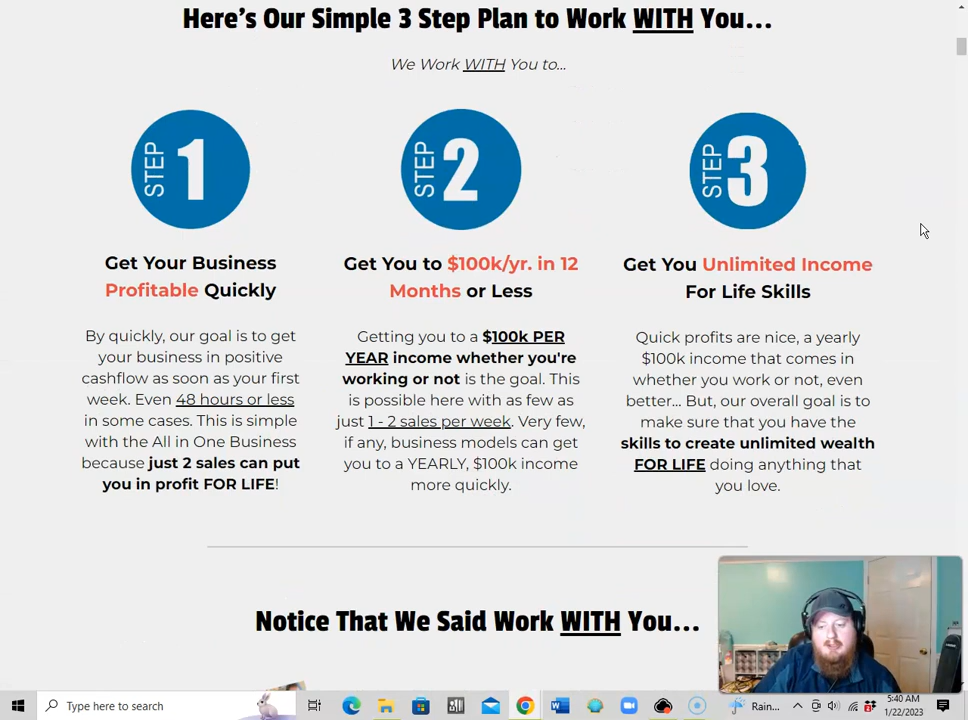 Here's Our Simple 3 Step Plan to Work WITH You...
We Work WITH You to...
STEP 1
STEP 2
STEP 3
Get Your Business
Profitable Quickly
By quickly, our goal is to get
your business in positive
cashflow as soon as your first
week. Even 48 hours or less
in some cases. This is simple
with the All in One Business
because just 2 sales can put
you in profit FOR LIFE!
Get You to $100k/yr. in 12
Months or Less
Getting you to a $100k PER
YEAR income whether you're
working or not is the goal. This
is possible here with as few as
just 1 - 2 sales per week. Very few,
if any, business models can get
you to a YEARLY, $100k income
more quickly.
Get You Unlimited Income
For Life Skills
Quick profits are nice, a yearly
$100k income that comes in
whether you work or not, even
better... But, our overall goal is to
make sure that you have the
skills to create unlimited wealth
FOR LIFE doing anything that
you love.
Notice That We Said Work WITH You...
Type here to search
Rain...
5:40 AM
1/22/2023